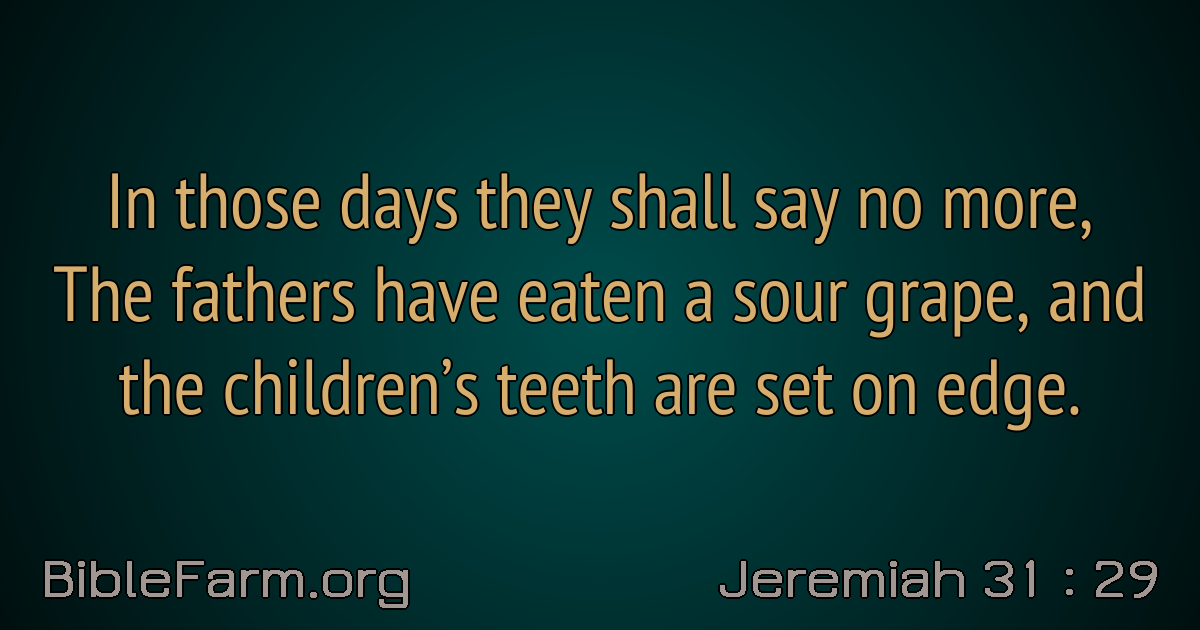 In those days they shall say no more,
The fathers have eaten a sour grape, and
the children’s teeth are set on edge.
BibleFarm.org
Jeremiah 31 : 29